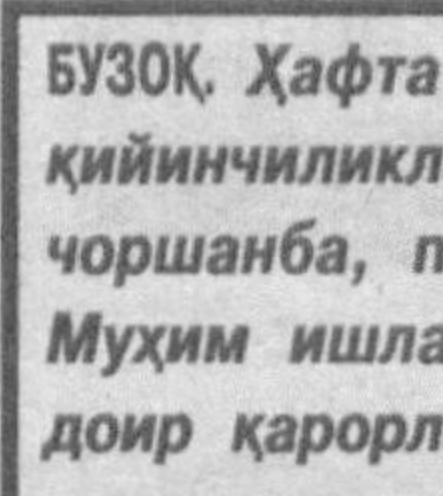 БУЗОҚ. Ҳафта
қийинчиликл
чоршанба, п
Муҳим ишла
доир қарорл